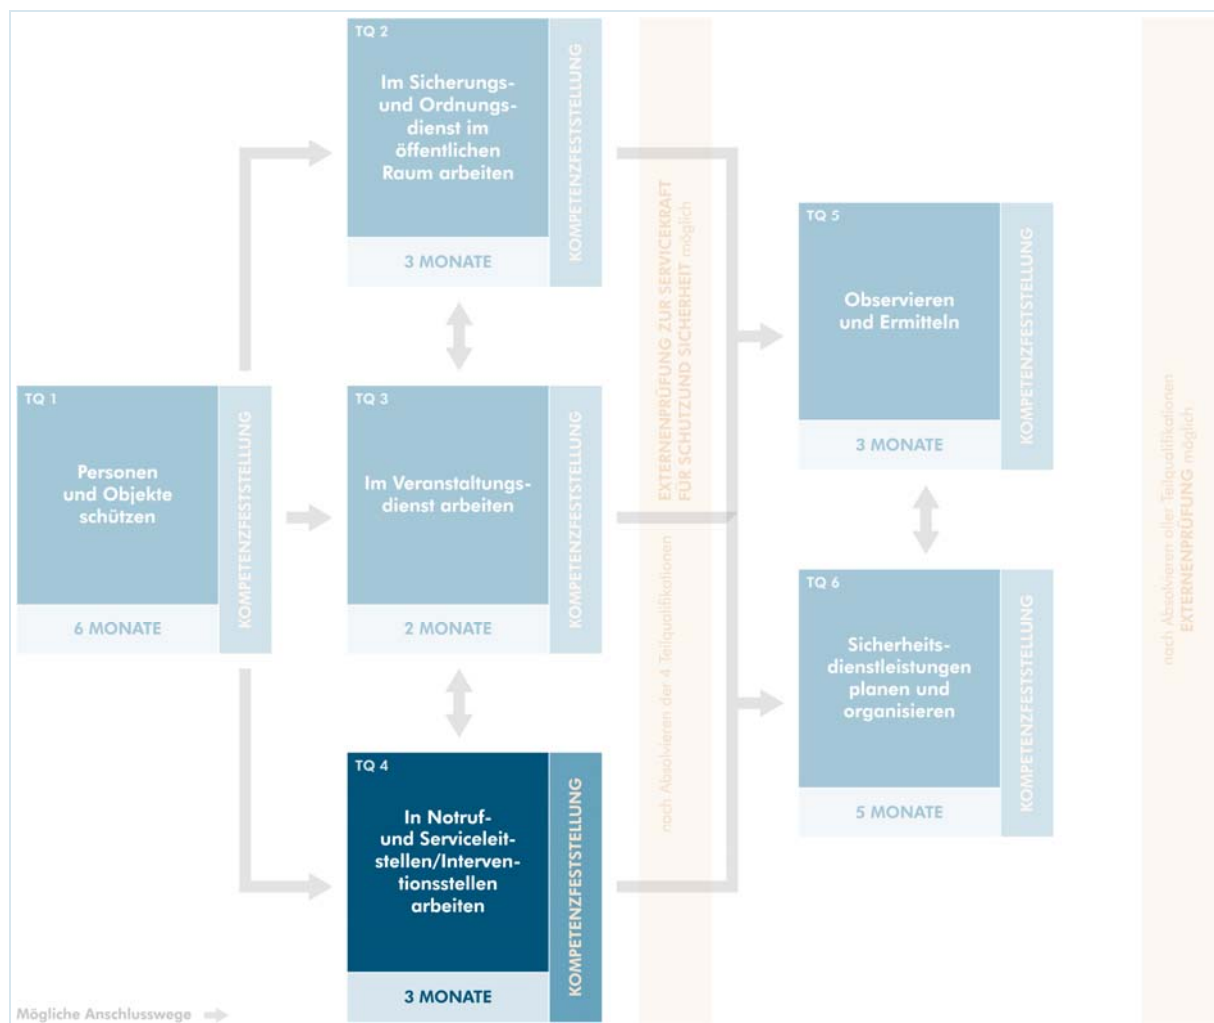 TQ 1
Personen
und Objekte
schützen
6 MONATE
KOMPETENZFESTSTELLUNG
TQ 2
Im Sicherungs-
und Ordnungs-
dienst im
öffentlichen
Raum arbeiten
3 MONATE
KOMPETENZFESTSTELLUNG
TQ 3
Im Veranstaltungs-
dienst arbeiten
2 MONATE
KOMPETENZFESTSTELLUNG
TQ 4
In Notruf-
und Serviceleit-
stellen/Interven-
tionsstellen
arbeiten
3 MONATE
KOMPETENZFESTSTELLUNG
nach Absolvieren der 4 Teilqualifikationen EXTERNENPRÜFUNG ZUR SERVICEKRAFT
FÜR SCHUTZUND SICHERHEIT möglich
TQ 5
Observieren
und Ermitteln
3 MONATE
KOMPETENZFESTSTELLUNG
TQ 6
Sicherheits-
dienstleistungen
planen und
organisieren
5 MONATE
KOMPETENZFESTSTELLUNG
nach Absolvieren aller Teilqualifikationen
EXTERNENPRÜFUNG möglich
Mögliche Anschlusswege